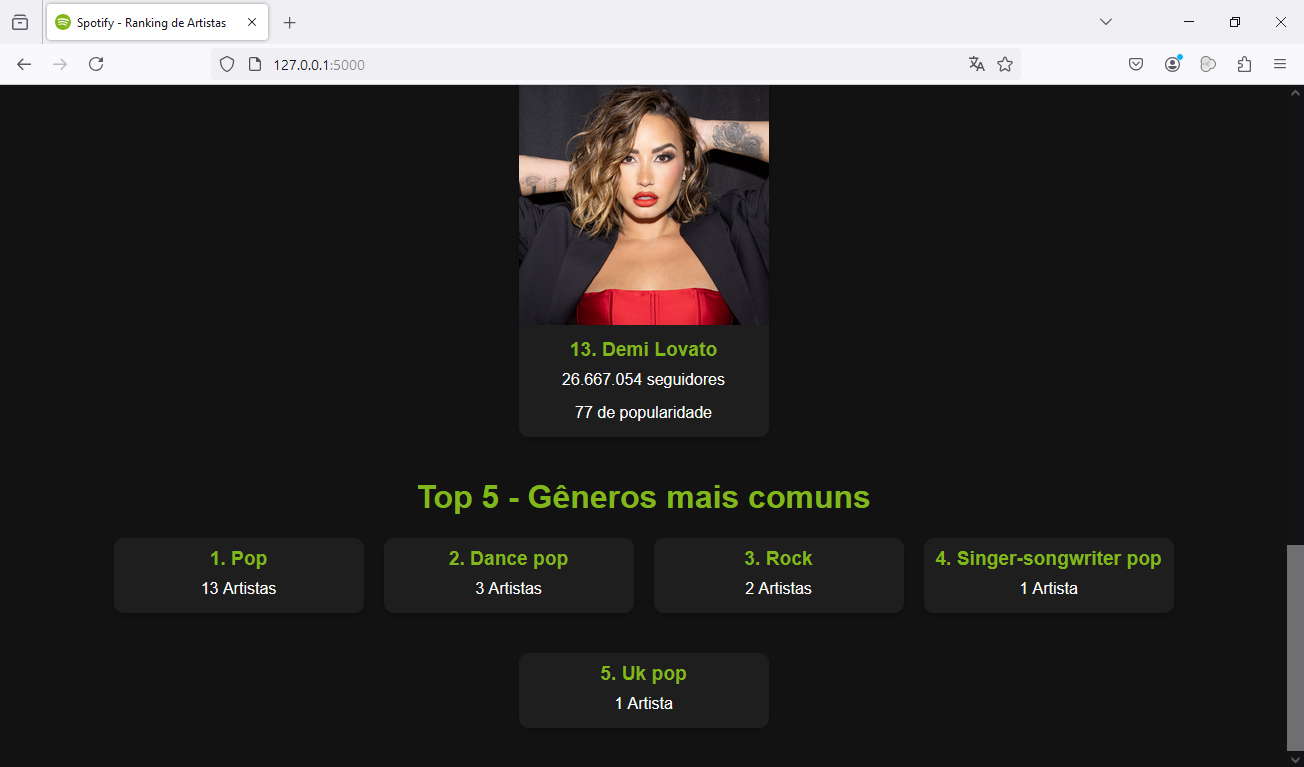 Spotify - Ranking de Artistas
127.0.0.1:5000
13. Demi Lovato
26.667.054 seguidores
77 de popularidade
Top 5 - Gêneros mais comuns
1. Pop
13 Artistas
2. Dance pop
3 Artistas
3. Rock
2 Artistas
4. Singer-songwriter pop
1 Artista
5. Uk pop
1 Artista